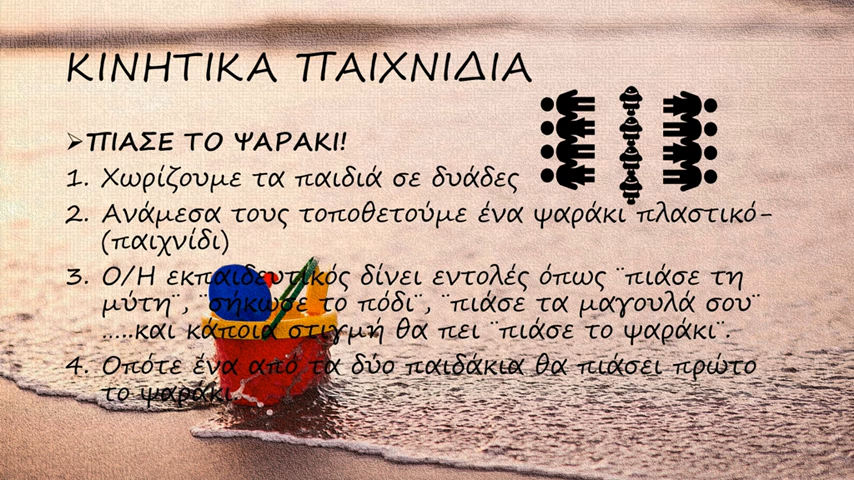 ΚΙΝΗΤΙΚΑ ΠΑΙΧΝΙΔΙΑ
➢ΠΙΑΣΕ ΤΟ ΨΑΡΑΚΙ!
1. Χωρίζουμε τα παιδιά σε δυάδες
2. Ανάμεσα τους τοποθετούμε ένα ψαράκι πλαστικό-
(παιχνίδι)
3. Ο/Η εκπαιδευτικός δίνει εντολές όπως ¨πιάσε τη
μύτη¨, ¨σήκωσε το πόδι¨, ¨πιάσε τα μαγουλά σου¨
…..και κάποια στιγμή θα πει ¨πιάσε το ψαράκι¨.
4. Οπότε ένα από τα δύο παιδάκια θα πιάσει πρώτο
το ψαράκι.